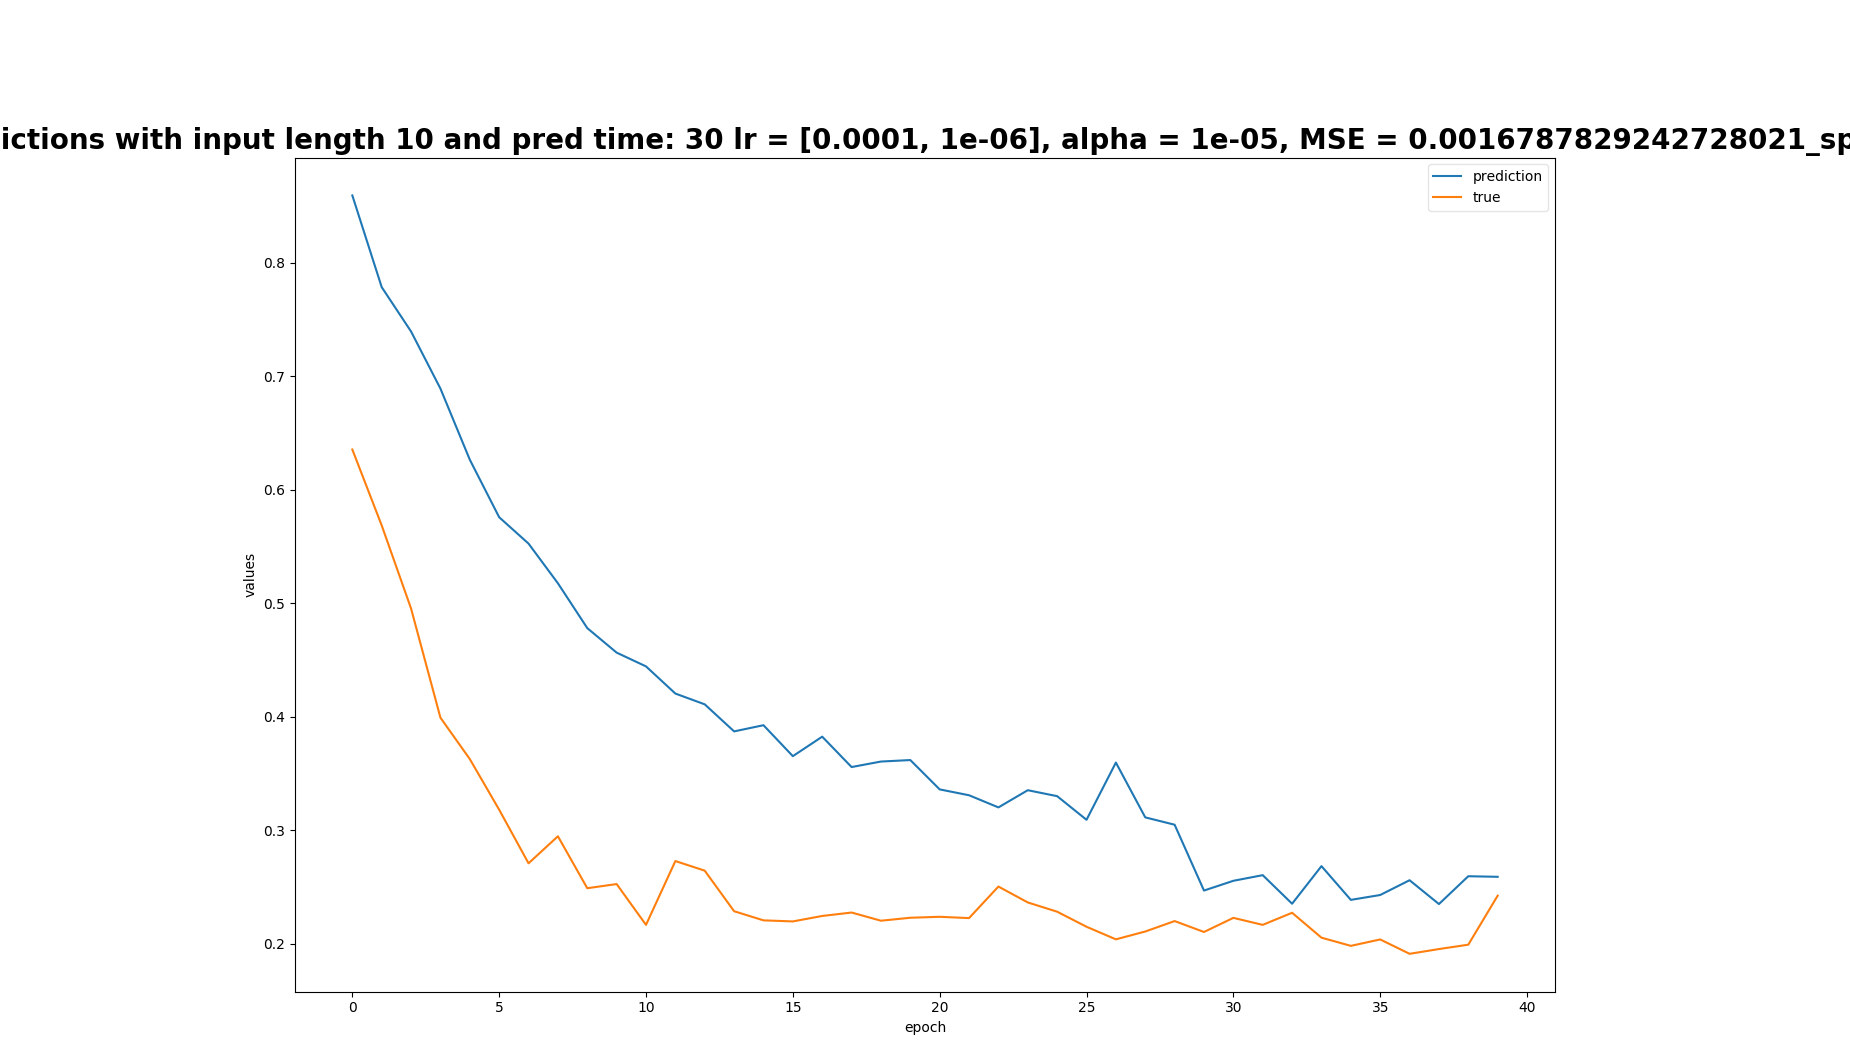 ictions with input length 10 and pred time: 30 lr = [0.0001, 1e-06], alpha = 1e-05, MSE = 0.0016787829242728021_sp
prediction
true
0.8
0.7
0.6
0.5
0.4
0.3
0.2
values
0 5 10 15 20 25 30 35 40
epoch